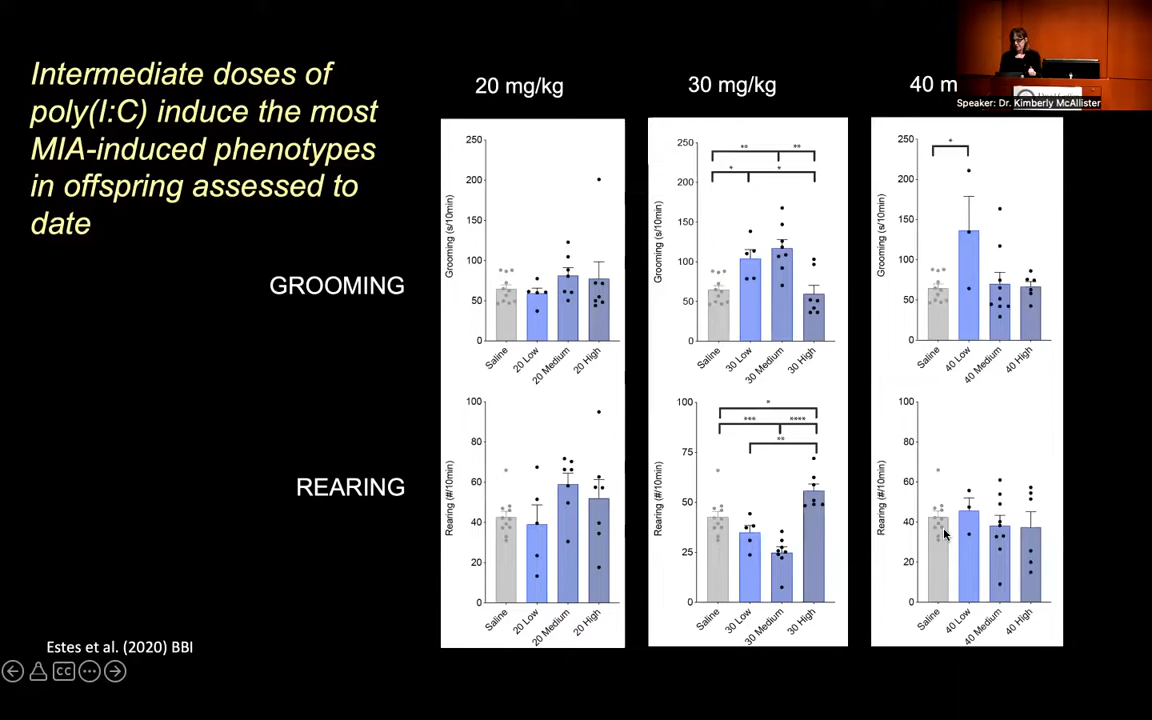 Intermediate doses of
poly(I:C) induce the most
MIA-induced phenotypes
in offspring assessed to
date
20 mg/kg
30 mg/kg
40 m
Speaker: Dr. Kimberly McAllister
GROOMING
Grooming (s/10min)
250
200
150
100
50
0
Saline
20 Low
20 Medium
20 High
Grooming (s/10min)
250
200
150
100
50
0
** **
* *
Saline
30 Low
30 Medium
30 High
Grooming (s/10min)
250
200
150
100
50
0
*
Saline
40 Low
40 Medium
40 High
REARING
Rearing (#/10min)
100
80
60
40
20
0
Saline
20 Low
20 Medium
20 High
Rearing (#/10min)
100
75
50
25
0
*
*** ****
**
Saline
30 Low
30 Medium
30 High
Rearing (#/10min)
100
80
60
40
20
0
Saline
40 Low
40 Medium
40 High
Estes et al. (2020) BBI
CC